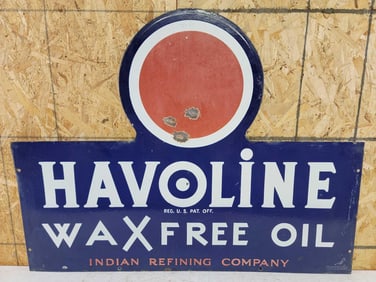 HAVOLiNE
REG. U.S. PAT. OFF.
WAX FREE OIL
INDIAN REFINING COMPANY